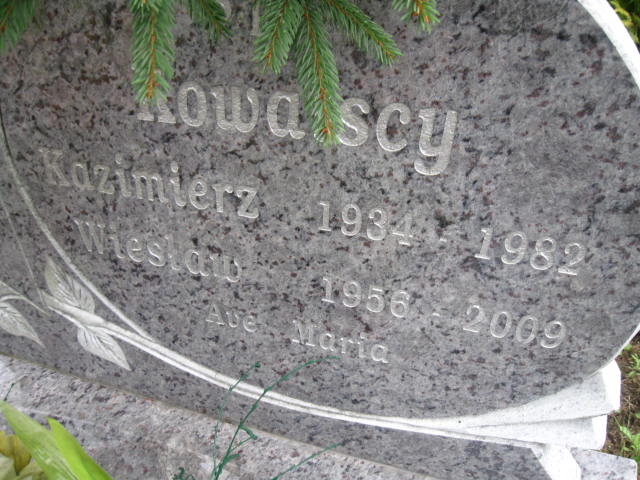 Kowalscy
Kazimierz 1934 - 1982
Wiesław 1956 - 2009
Ave Maria